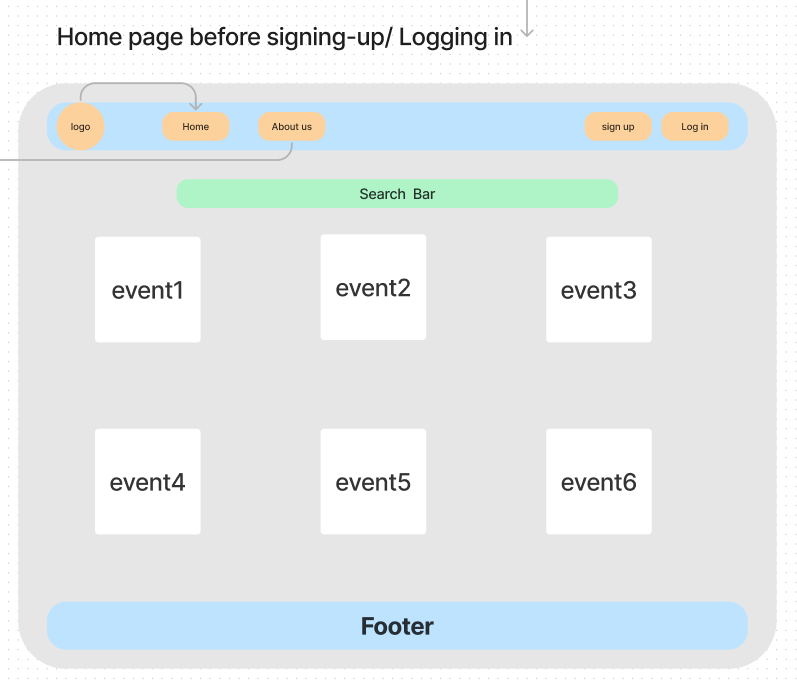 Home page before signing-up/ Logging in
logo
Home
About us
sign up
Log in
Search Bar
event1
event2
event3
event4
event5
event6
Footer